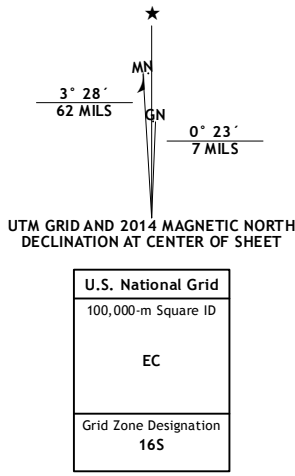 ★
MN
3° 28´
62 MILS
GN
0° 23´
7 MILS
UTM GRID AND 2014 MAGNETIC NORTH
DECLINATION AT CENTER OF SHEET
U.S. National Grid
100,000-m Square ID
EC
Grid Zone Designation
16S